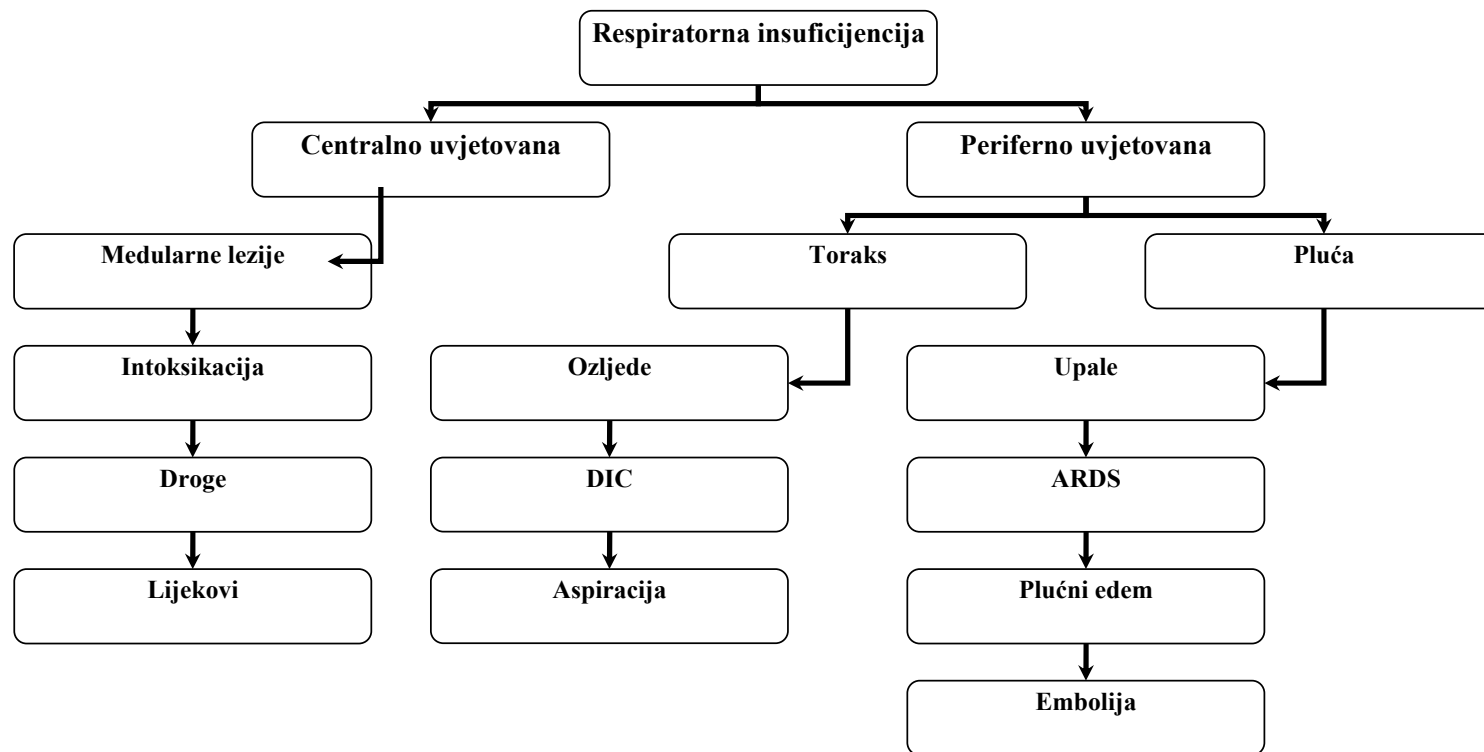 Respiratorna insuficijencija
Centralno uvjetovana
Periferno uvjetovana
Medularne lezije
Toraks
Pluća
Intoksikacija
Ozljede
Upale
Droge
DIC
ARDS
Lijekovi
Aspiracija
Plućni edem
Embolija